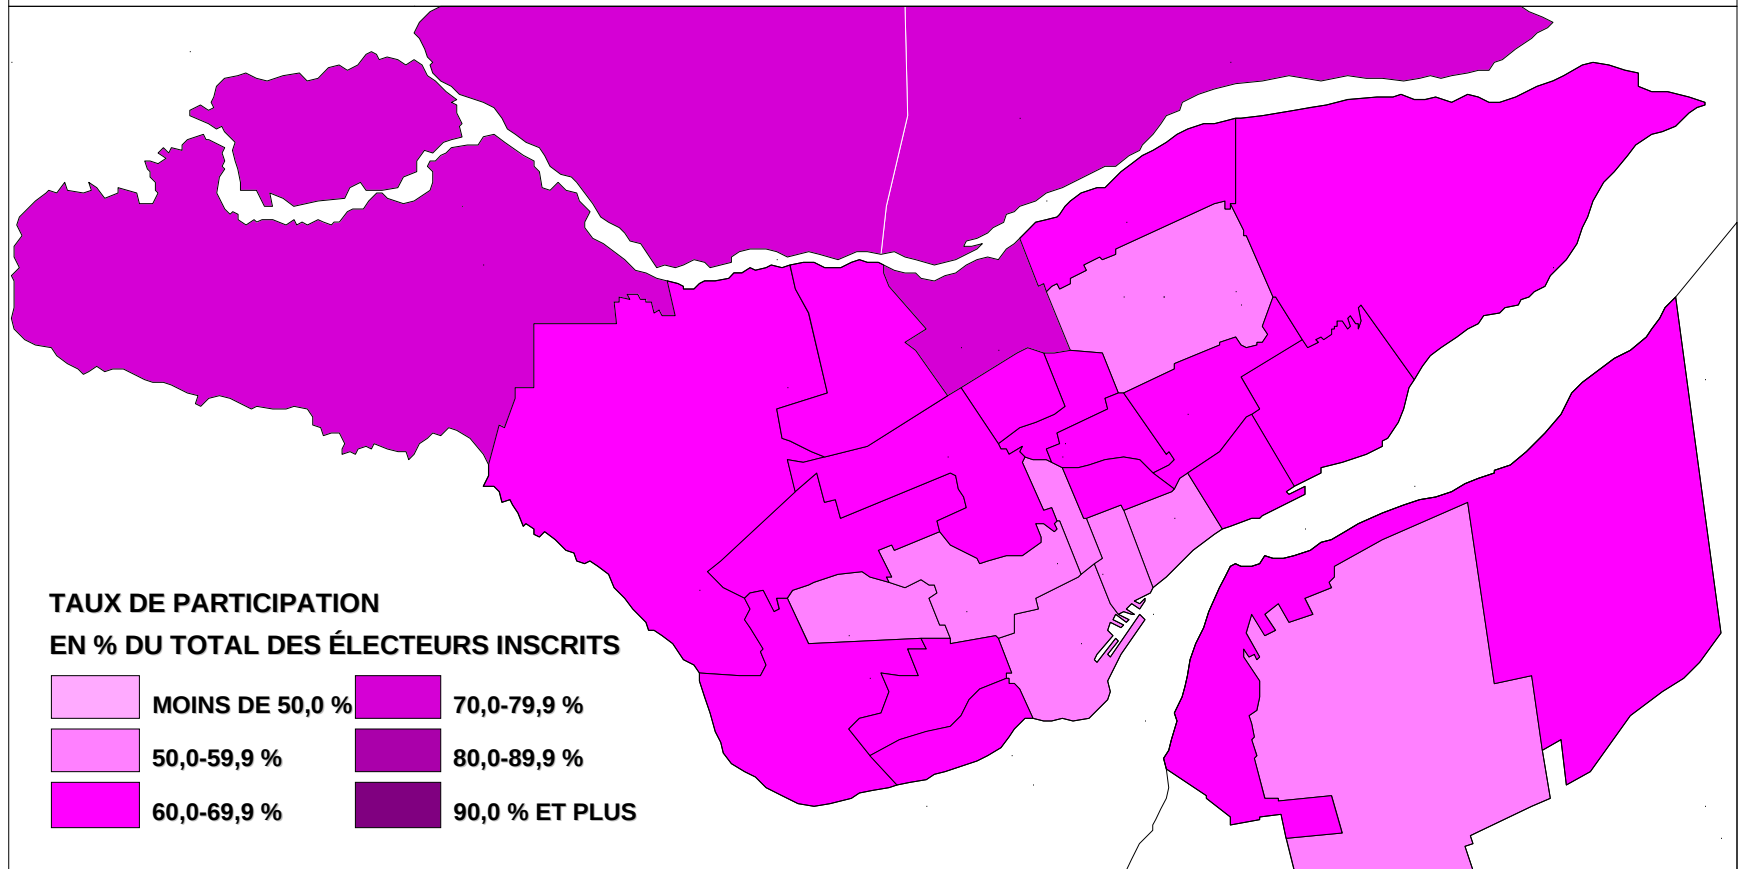 TAUX DE PARTICIPATION
EN % DU TOTAL DES ÉLECTEURS INSCRITS
MOINS DE 50,0 %
50,0-59,9 %
60,0-69,9 %
70,0-79,9 %
80,0-89,9 %
90,0 % ET PLUS